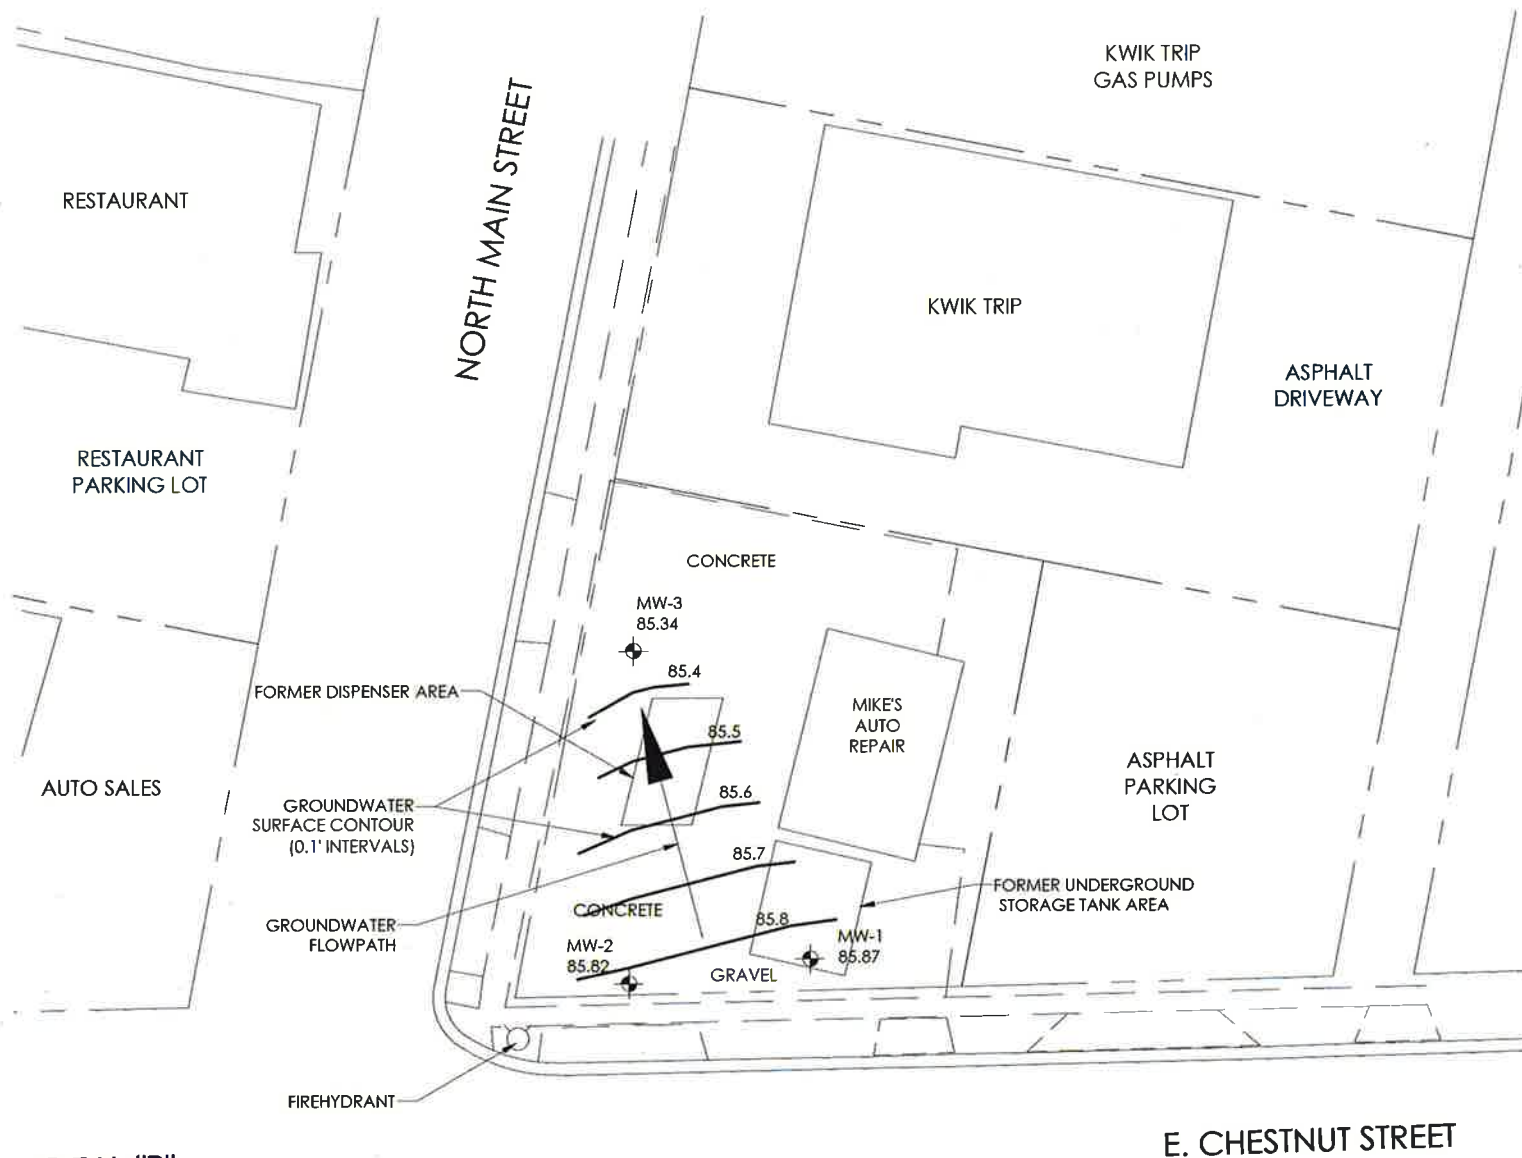 KWIK TRIP
GAS PUMPS
NORTH MAIN STREET
RESTAURANT
KWIK TRIP
ASPHALT
DRIVEWAY
RESTAURANT
PARKING LOT
CONCRETE
MW-3
85.34
85.4
FORMER DISPENSER AREA
MIKE'S
AUTO
REPAIR
85.5
ASPHALT
PARKING
LOT
AUTO SALES
85.6
GROUNDWATER
SURFACE CONTOUR
(0.1' INTERVALS)
85.7
FORMER UNDERGROUND
STORAGE TANK AREA
CONCRETE
85.8
GROUNDWATER
FLOWPATH
MW-2
85.82
MW-1
85.87
GRAVEL
FIREHYDRANT
E. CHESTNUT STREET